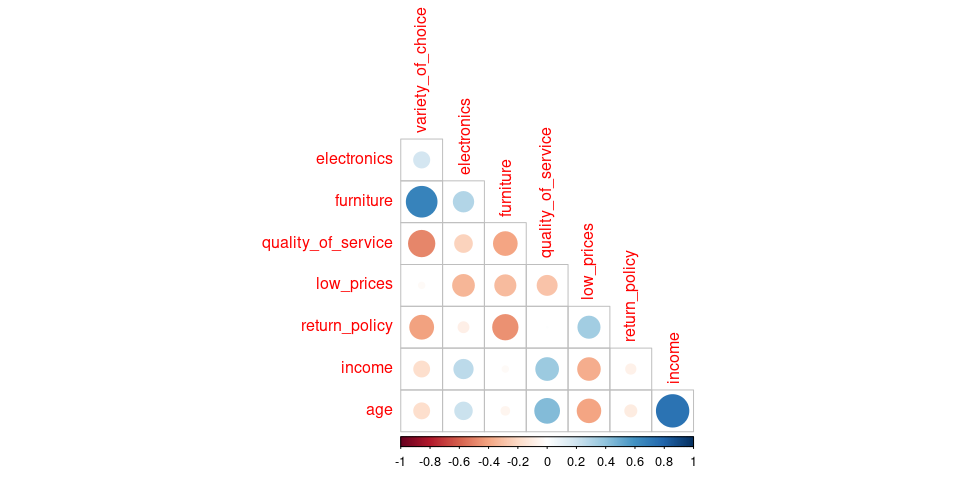 variety_of_choice
electronics
furniture
quality_of_service
low_prices
return_policy
income
electronics
furniture
quality_of_service
low_prices
return_policy
income
age
-1 -0.8 -0.6 -0.4 -0.2 0 0.2 0.4 0.6 0.8 1